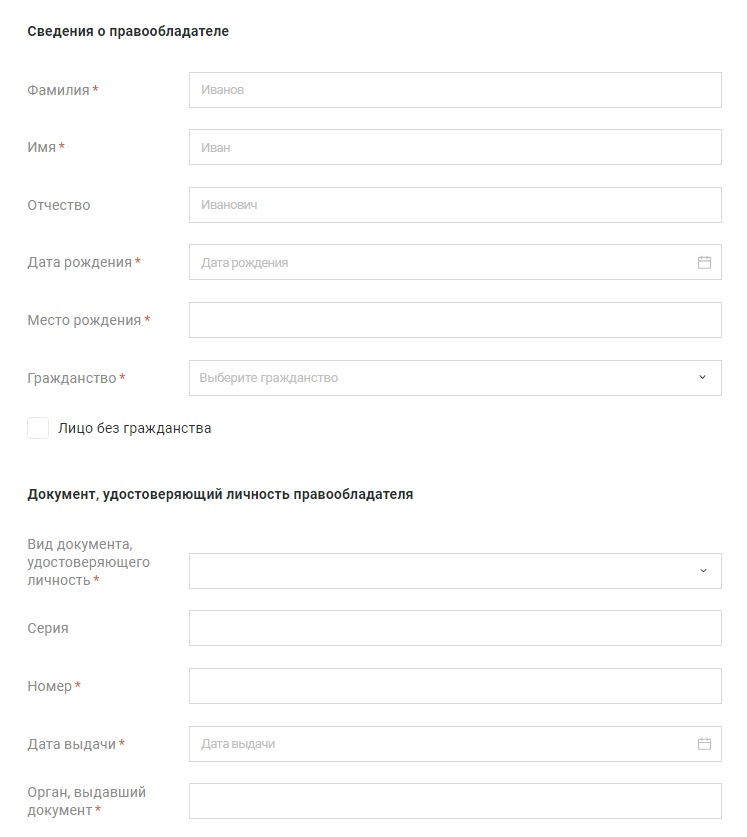 Сведения о правообладателе
Фамилия *
Иванов
Имя *
Иван
Отчество
Иванович
Дата рождения *
Дата рождения
Место рождения *
Гражданство *
Выберите гражданство
Лицо без гражданства
Документ, удостоверяющий личность правообладателя
Вид документа,
удостоверяющего
личность *
Серия
Номер *
Дата выдачи *
Дата выдачи
Орган, выдавший
документ *